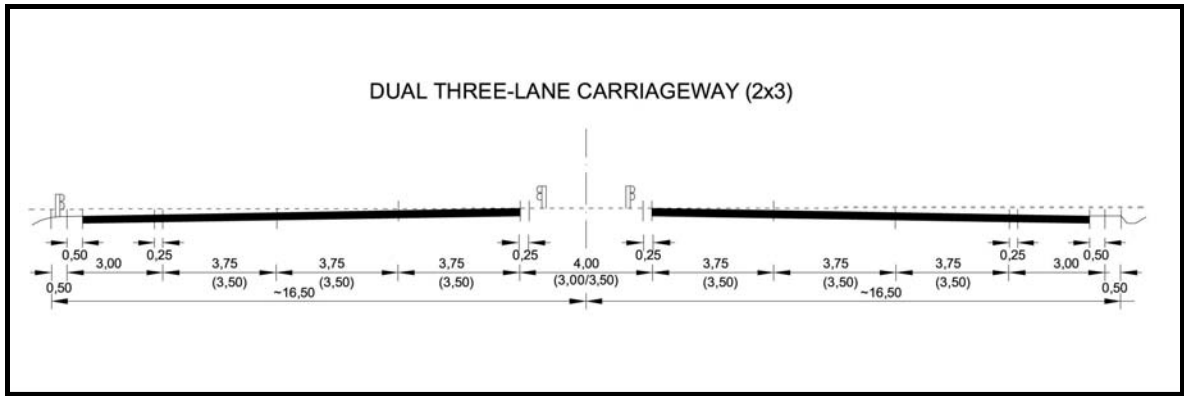 DUAL THREE-LANE CARRIAGEWAY (2x3)
0,50 0,25 0,25 0,25 0,25 0,50
3,00 3,75 3,75 3,75 4,00 3,75 3,75 3,75 3,00
(3,50) (3,50) (3,50) (3,00/3,50) (3,50) (3,50) (3,50)
0,50 ~16,50 ~16,50 0,50